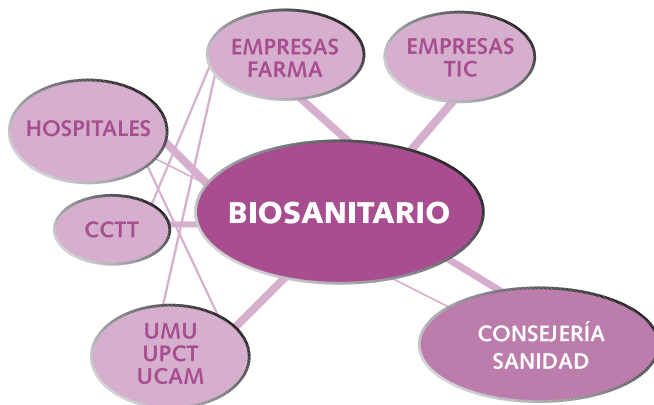 EMPRESAS
FARMA
EMPRESAS
TIC
HOSPITALES
BIOSANITARIO
CCTT
UMU
UPCT
UCAM
CONSEJERÍA
SANIDAD